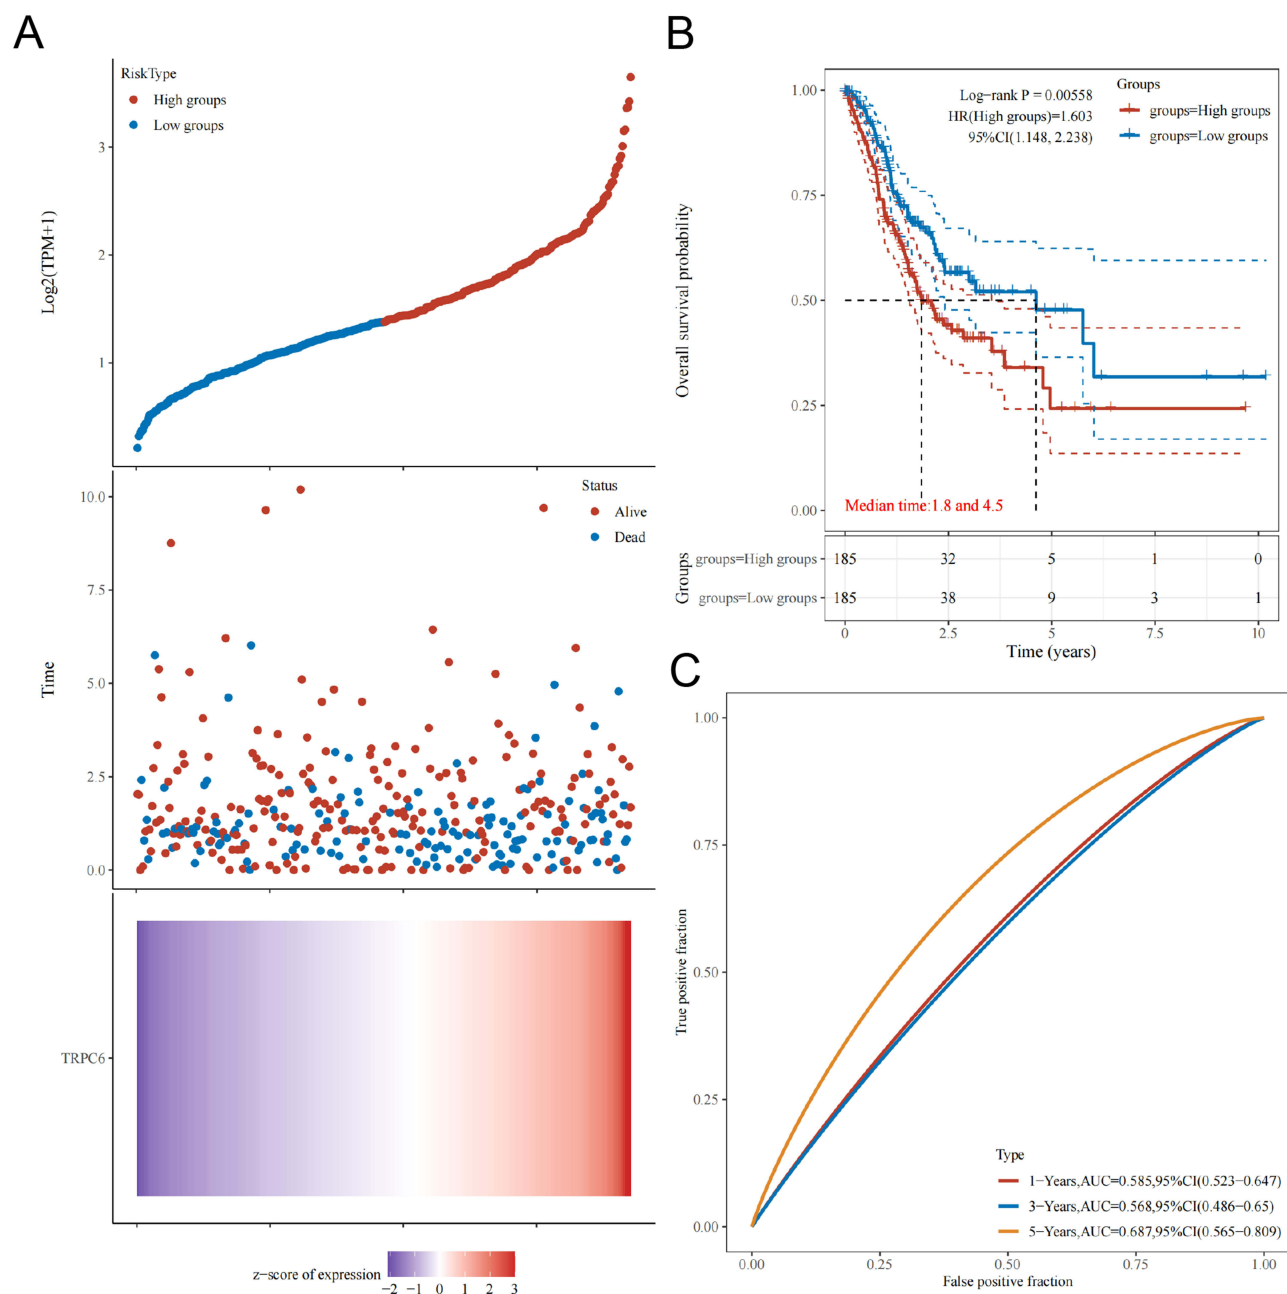 A
RiskType
High groups
Low groups
Log2(TPM+1)
3
2
1
Status
Alive
Dead
Time
10.0
7.5
5.0
2.5
0.0
TRPC6
z−score of expression
−2 −1 0 1 2 3
B
Log−rank P = 0.00558
HR(High groups)=1.603
95%CI(1.148, 2.238)
Groups
groups=High groups
groups=Low groups
Overall survival probability
1.00
0.75
0.50
0.25
0.00
Median time:1.8 and 4.5
Groups
groups=High groups 185 32 5 1 0
groups=Low groups 185 38 9 3 1
0 2.5 5 7.5 10
Time (years)
C
True positive fraction
1.00
0.75
0.50
0.25
0.00
Type
1−Years,AUC=0.585,95%CI(0.523−0.647)
3−Years,AUC=0.568,95%CI(0.486−0.65)
5−Years,AUC=0.687,95%CI(0.565−0.809)
0.00 0.25 0.50 0.75 1.00
False positive fraction